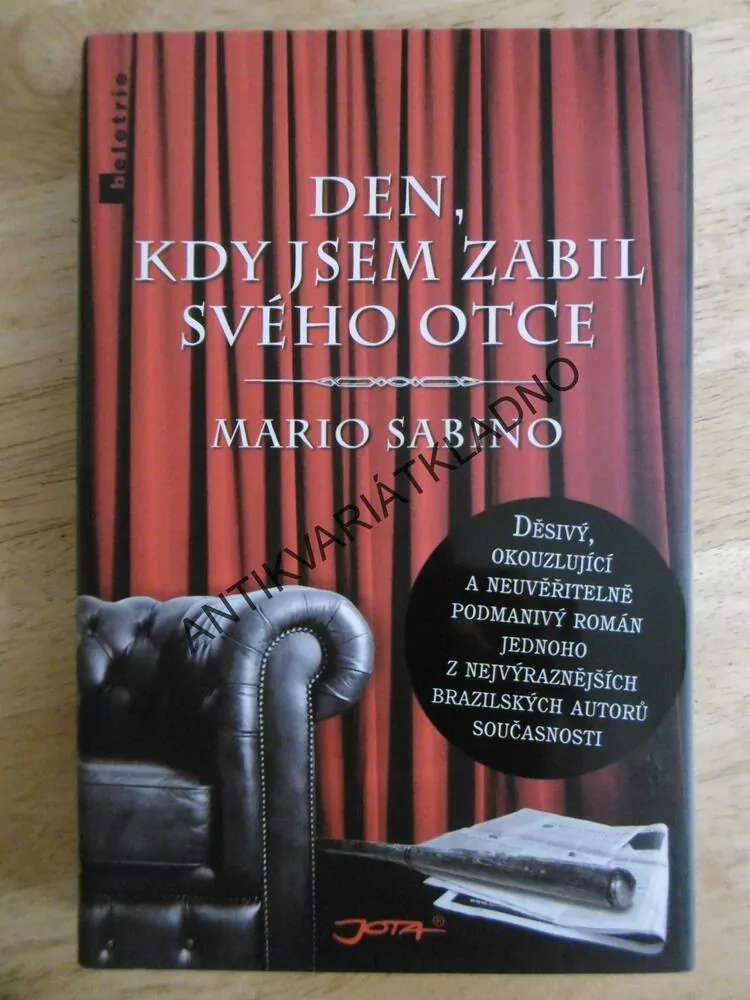 beletrie
DEN,
KDY JSEM ZABIL
SVÉHO OTCE
MARIO SABINO
ANTIKVARIÁTKLADNO
DĚSIVÝ,
OKOUZLUJÍCÍ
A NEUVĚŘITELNĚ
PODMANIVÝ ROMÁN
JEDNOHO
Z NEJVÝRAZNĚJŠÍCH
BRAZILSKÝCH AUTORŮ
SOUČASNOSTI
JOTA®